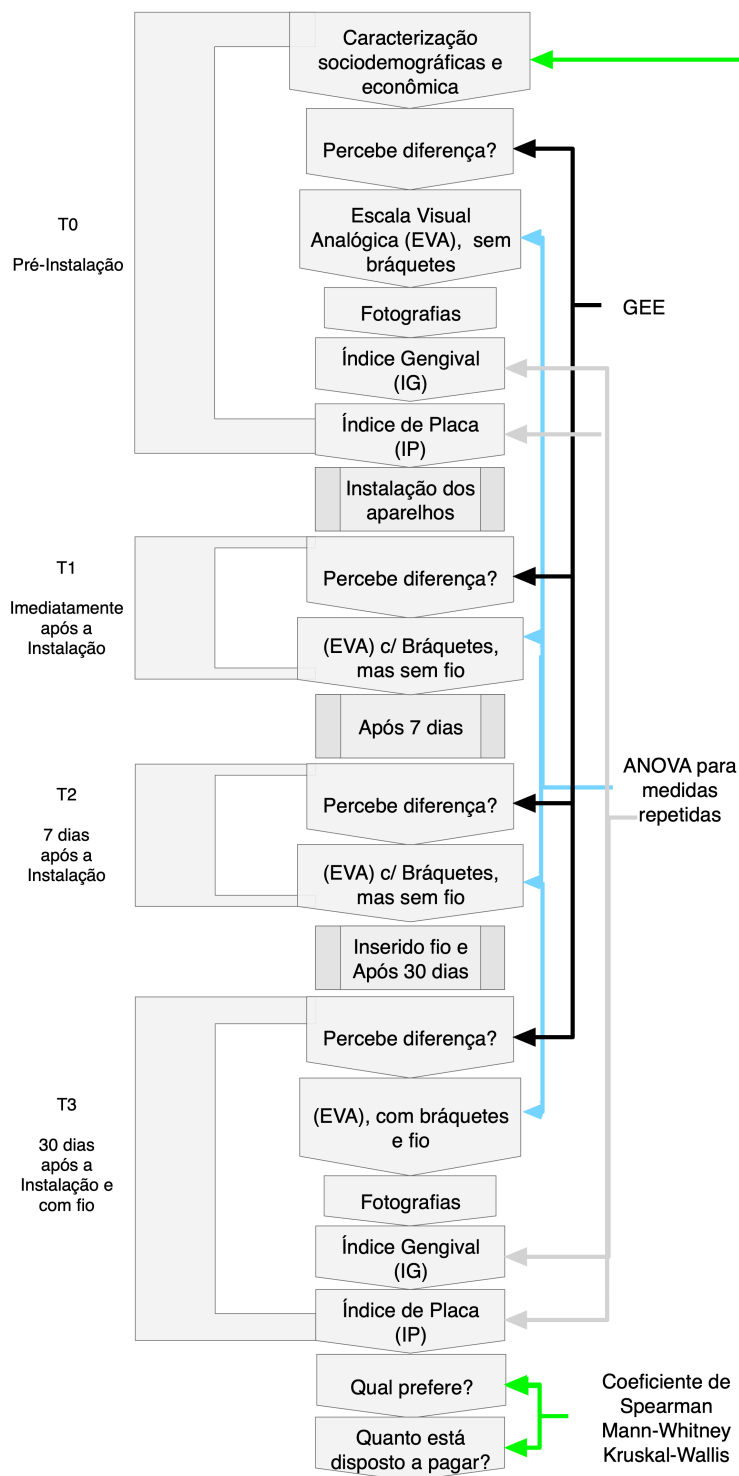 Caracterização
sociodemográficas e
econômica
Percebe diferença?
T0
Pré-Instalação
Escala Visual
Analógica (EVA), sem
bráquetes
Fotografias
GEE
Índice Gengival
(IG)
Índice de Placa
(IP)
Instalação dos
aparelhos
T1
Imediatamente
após a
Instalação
Percebe diferença?
(EVA) c/ Bráquetes,
mas sem fio
Após 7 dias
T2
7 dias
após a
Instalação
Percebe diferença?
(EVA) c/ Bráquetes,
mas sem fio
ANOVA para
medidas
repetidas
Inserido fio e
Após 30 dias
Percebe diferença?
T3
30 dias
após a
Instalação e
com fio
(EVA), com bráquetes
e fio
Fotografias
Índice Gengival
(IG)
Índice de Placa
(IP)
Qual prefere?
Quanto está
disposto a pagar?
Coeficiente de
Spearman
Mann-Whitney
Kruskal-Wallis